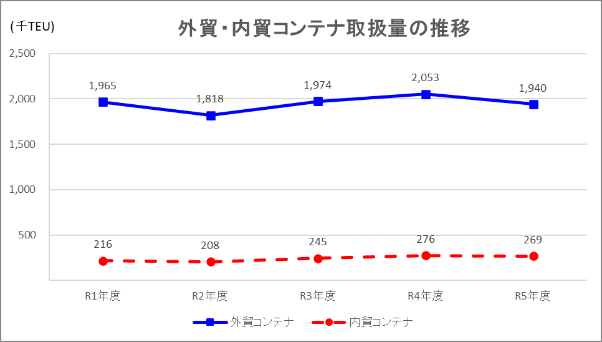 (千TEU)
外貿・内貿コンテナ取扱量の推移
2,500
2,000
1,500
1,000
500
1,965
1,818
1,974
2,053
1,940
216
208
245
276
269
R1年度
R2年度
R3年度
R4年度
R5年度
外貿コンテナ
内貿コンテナ